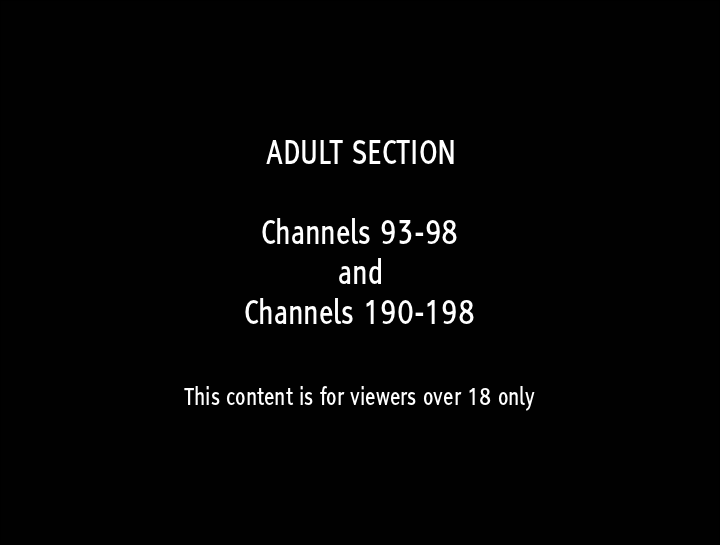 ADULT SECTION
Channels 93-98
and
Channels 190-198
This content is for viewers over 18 only